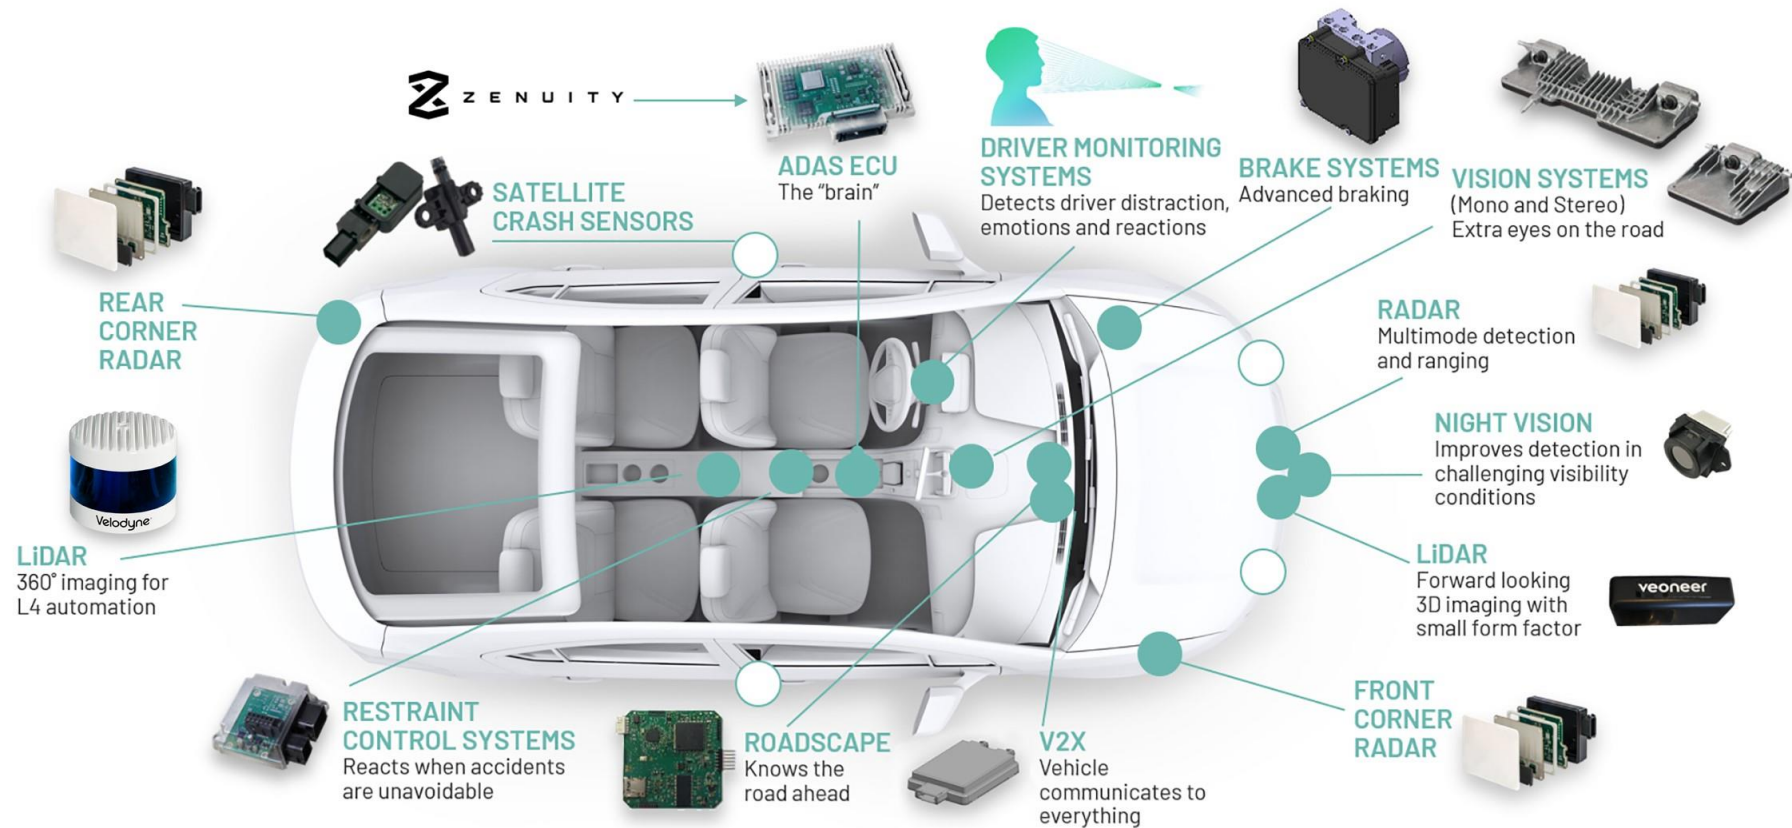 ZENUITY
ADAS ECU
The “brain”
DRIVER MONITORING
SYSTEMS
Detects driver distraction,
emotions and reactions
BRAKE SYSTEMS
Advanced braking
VISION SYSTEMS
(Mono and Stereo)
Extra eyes on the road
SATELLITE
CRASH SENSORS
REAR
CORNER
RADAR
RADAR
Multimode detection
and ranging
NIGHT VISION
Improves detection in
challenging visibility
conditions
Velodyne
LiDAR
360° imaging for
L4 automation
LiDAR
Forward looking
3D imaging with
small form factor
veoneer
RESTRAINT
CONTROL SYSTEMS
Reacts when accidents
are unavoidable
ROADSCAPE
Knows the
road ahead
V2X
Vehicle
communicates to
everything
FRONT
CORNER
RADAR